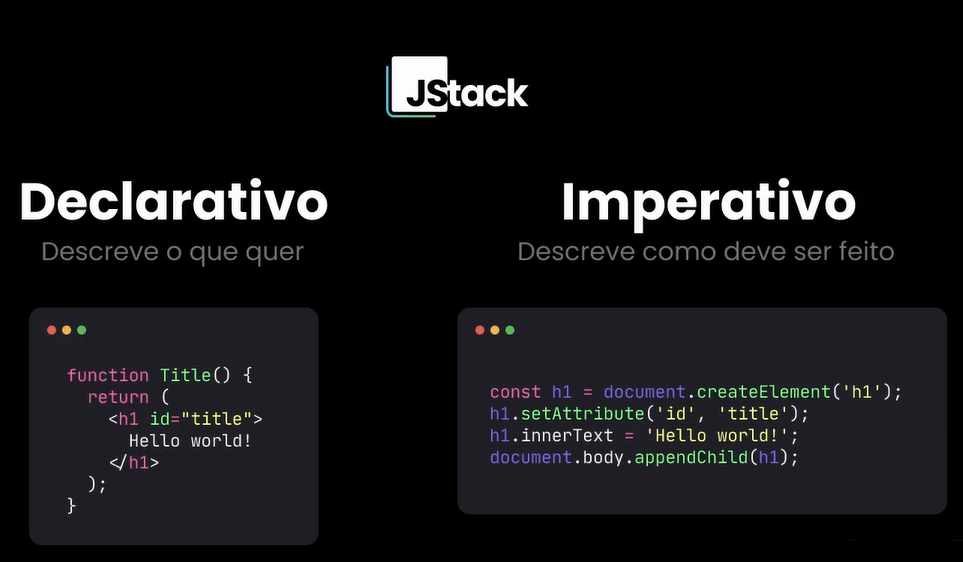 JStack
Declarativo
Descreve o que quer
function Title() {
  return (
    <h1 id="title">
      Hello world!
    </h1>
  );
}
Imperativo
Descreve como deve ser feito
const h1 = document.createElement('h1');
h1.setAttribute('id', 'title');
h1.innerText = 'Hello world!';
document.body.appendChild(h1);